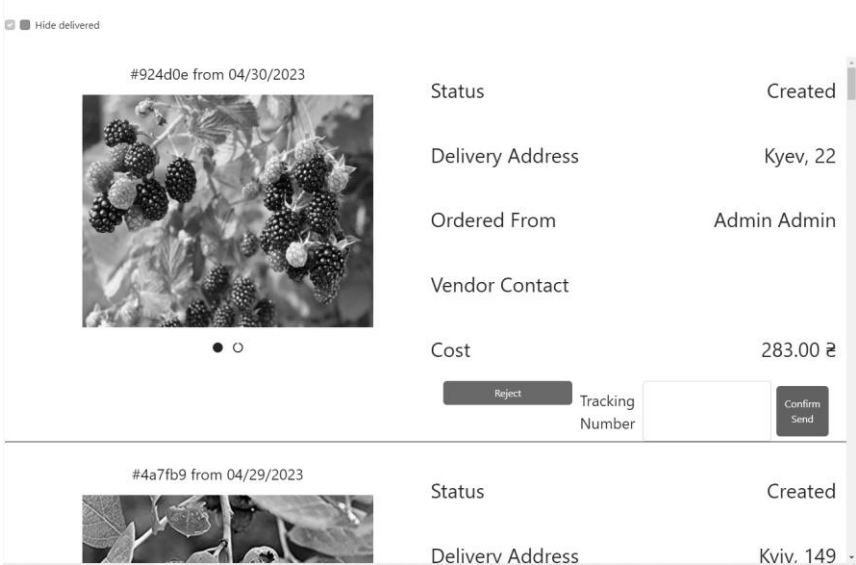 Hide delivered
#924d0e from 04/30/2023
Status Created
Delivery Address Kyev, 22
Ordered From Admin Admin
Vendor Contact
Cost 283.00 ₴
Reject
Tracking
Number
Confirm
Send
#4a7fb9 from 04/29/2023
Status Created
Delivery Address Kyiv, 149